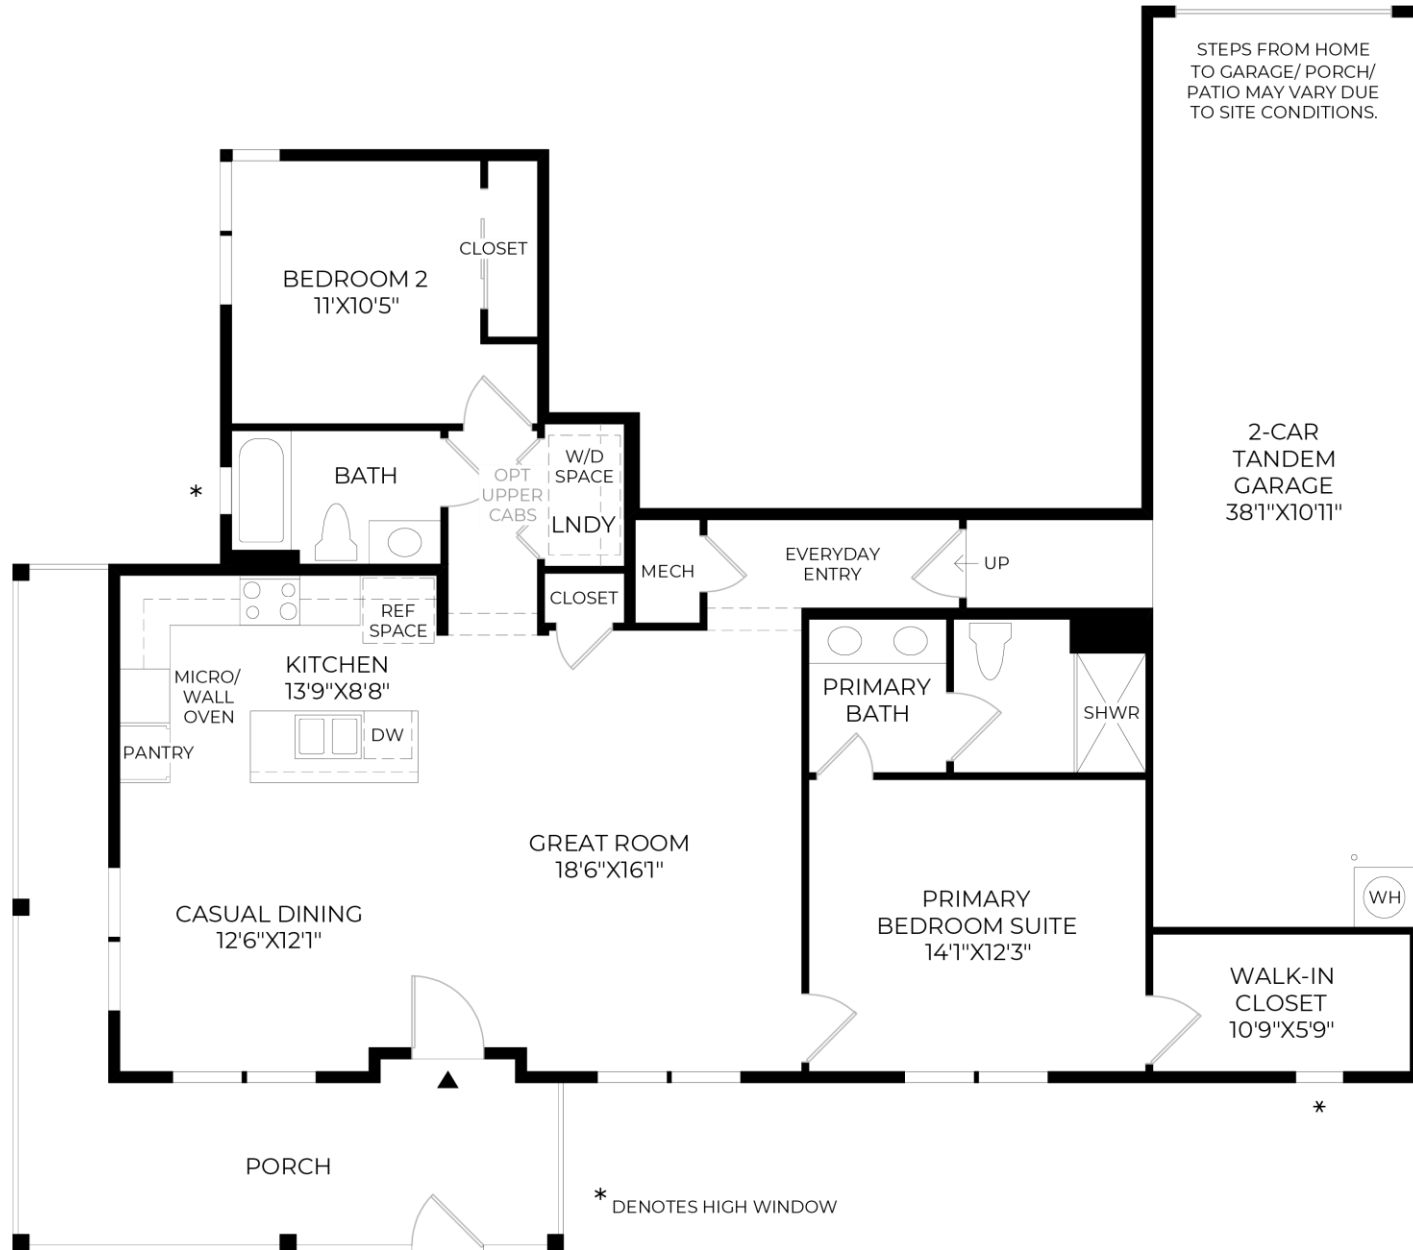 STEPS FROM HOME
TO GARAGE/ PORCH/
PATIO MAY VARY DUE
TO SITE CONDITIONS.
CLOSET
BEDROOM 2
11'X10'5"
2-CAR
TANDEM
GARAGE
38'1"X10'11"
*
BATH
OPT
UPPER
CABS
W/D
SPACE
LNDY
MECH
EVERYDAY
ENTRY
UP
CLOSET
REF
SPACE
KITCHEN
13'9"X8'8"
MICRO/
WALL
OVEN
PANTRY
DW
PRIMARY
BATH
SHWR
GREAT ROOM
18'6"X16'1"
CASUAL DINING
12'6"X12'1"
PRIMARY
BEDROOM SUITE
14'1"X12'3"
WH
WALK-IN
CLOSET
10'9"X5'9"
*
PORCH
* DENOTES HIGH WINDOW